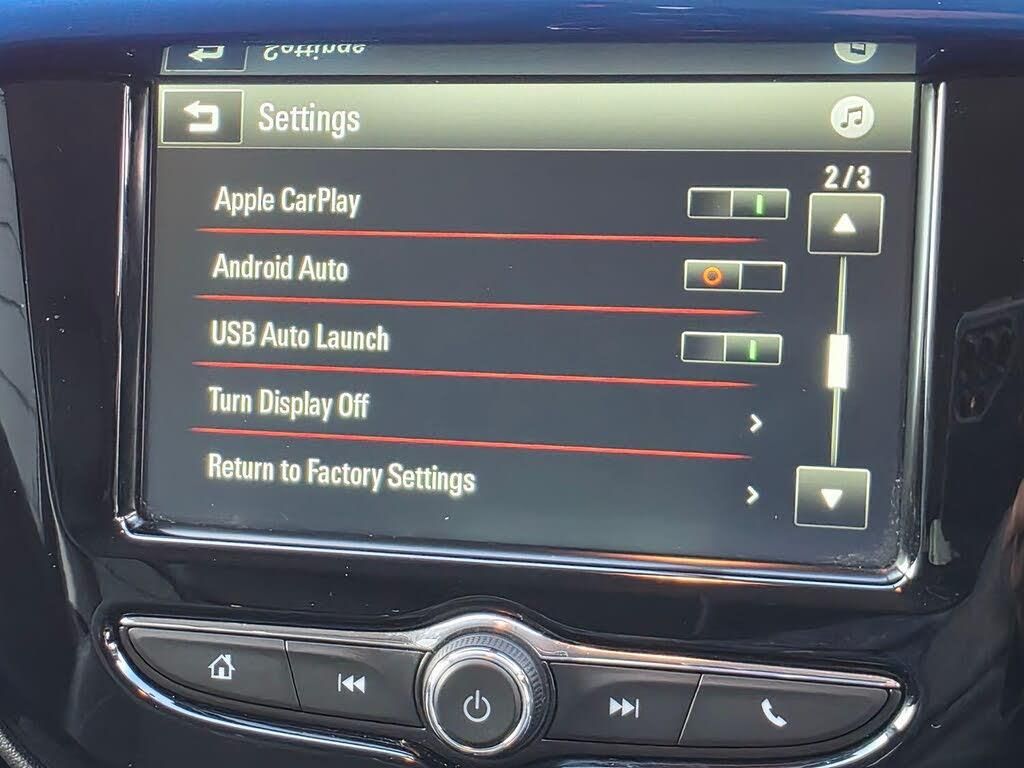 Settings
2/3
Apple CarPlay
Android Auto
USB Auto Launch
Turn Display Off
Return to Factory Settings